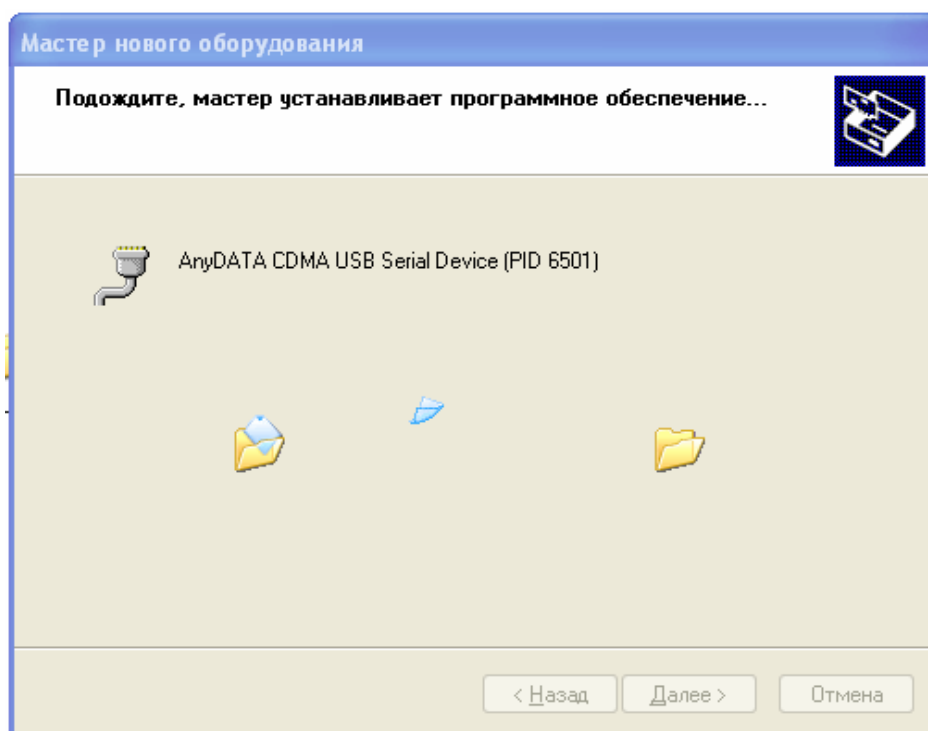 Мастер нового оборудования
Подождите, мастер устанавливает программное обеспечение...
AnyDATA CDMA USB Serial Device (PID 6501)
< Назад
Далее >
Отмена